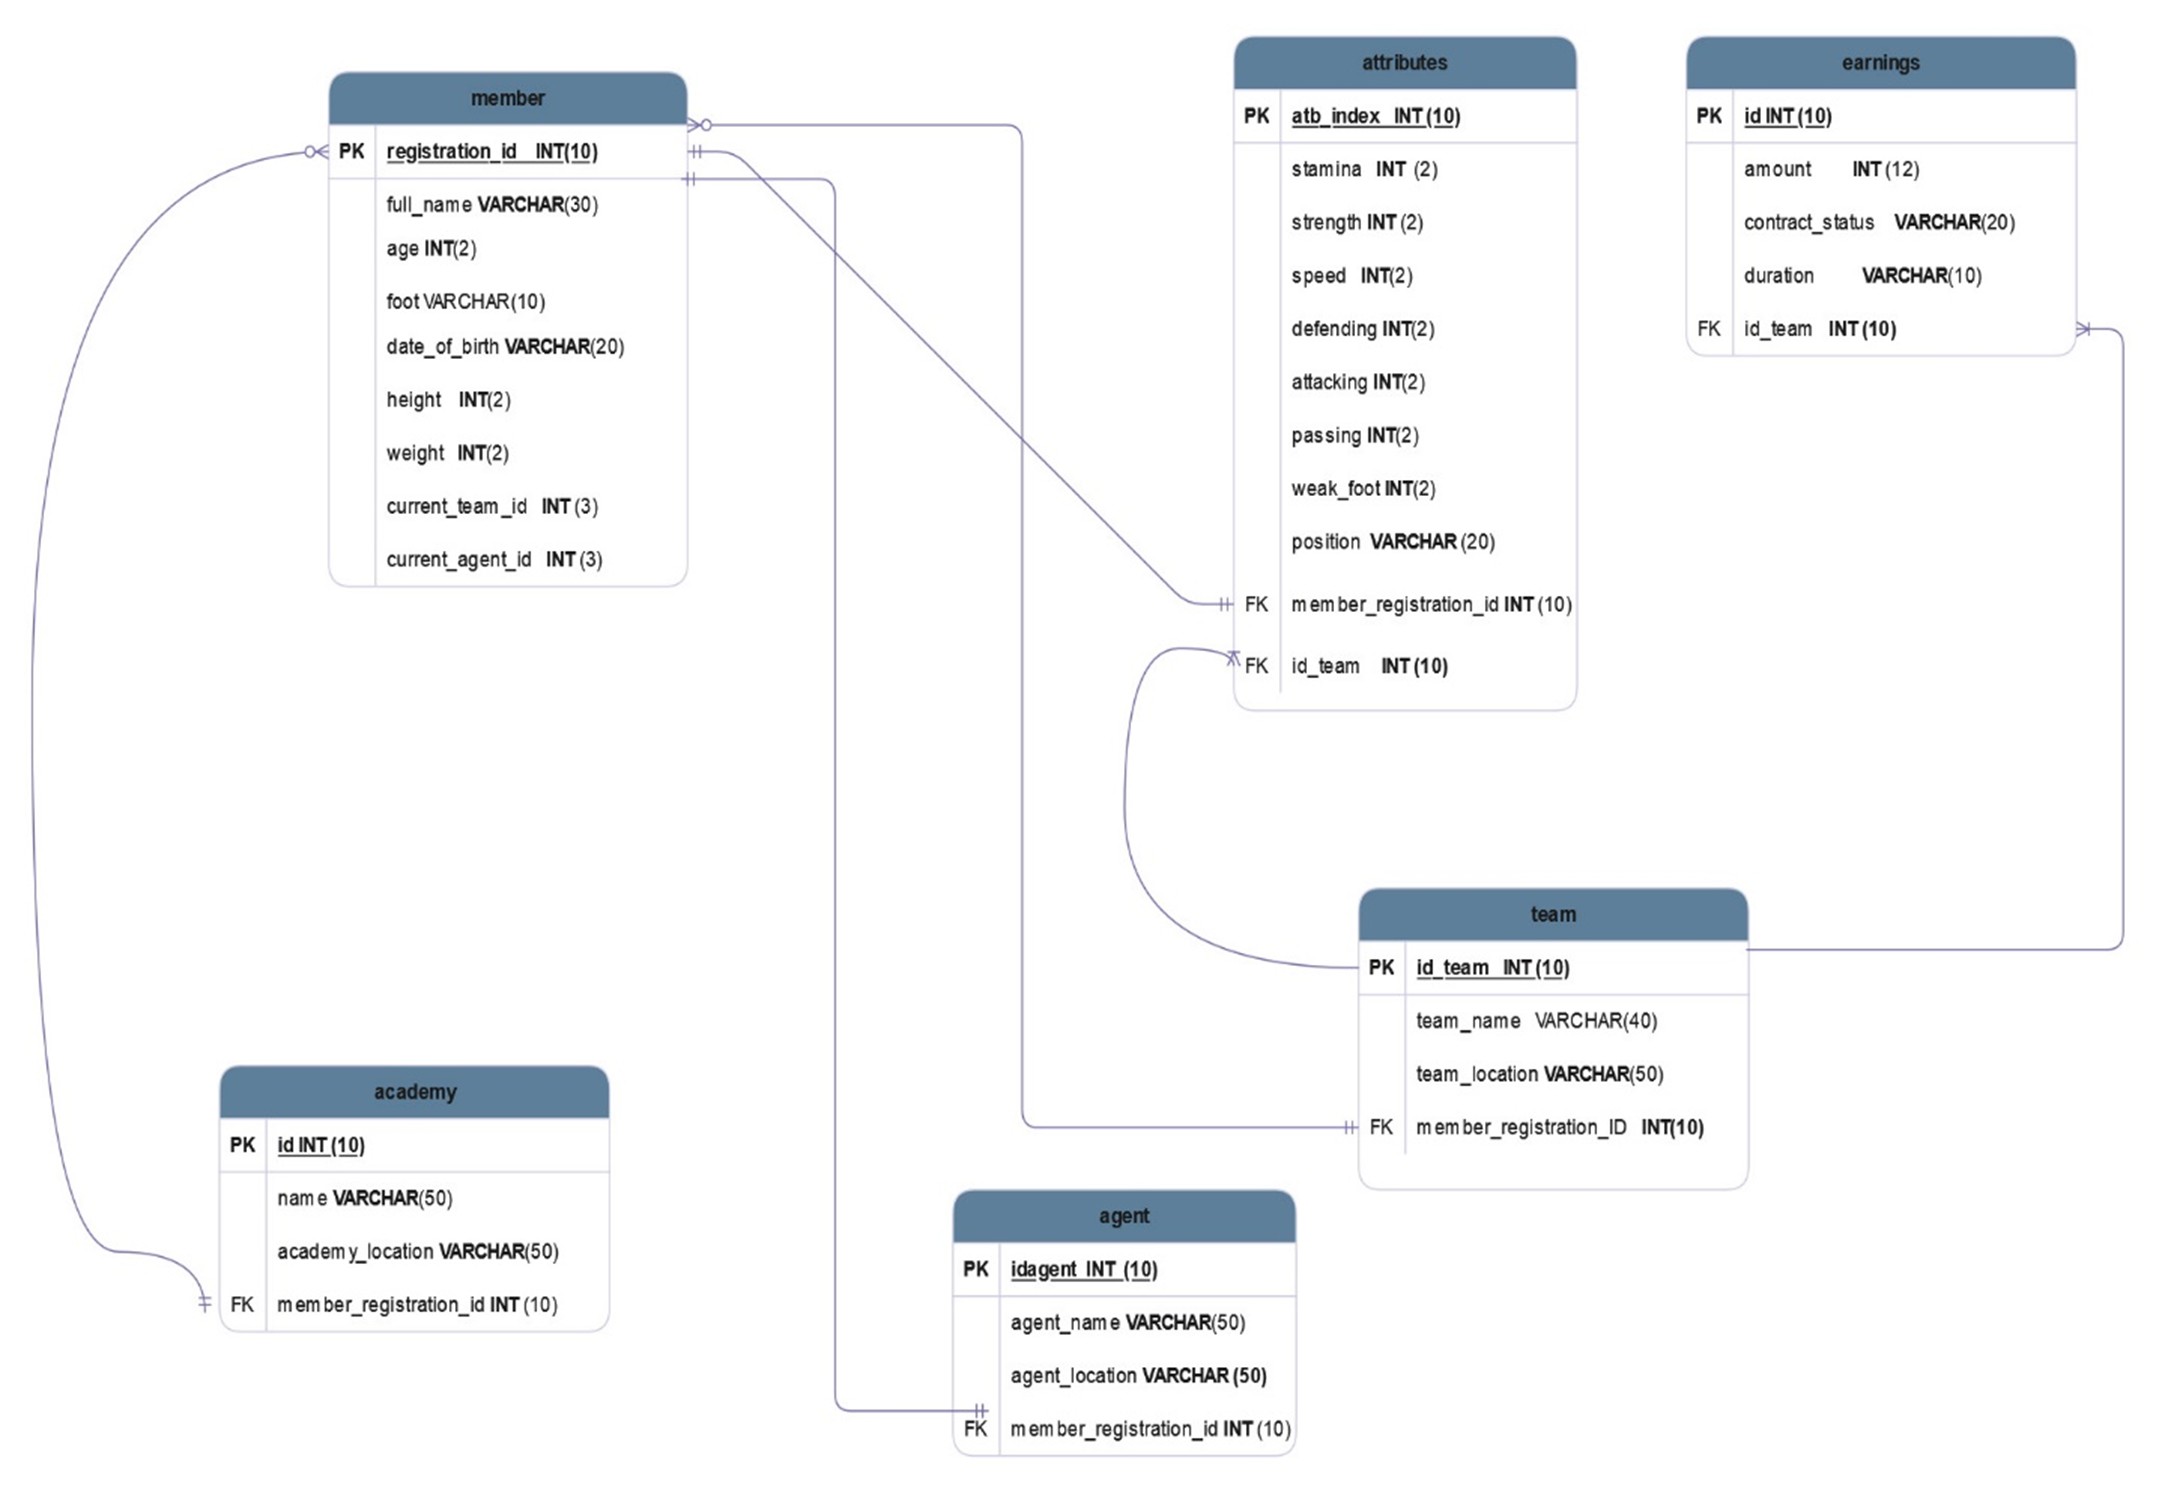 member
PK registration_id INT(10)
full_name VARCHAR(30)
age INT(2)
foot VARCHAR(10)
date_of_birth VARCHAR(20)
height INT(2)
weight INT(2)
current_team_id INT (3)
current_agent_id INT (3)
attributes
PK atb_index INT (10)
stamina INT (2)
strength INT (2)
speed INT(2)
defending INT(2)
attacking INT(2)
passing INT(2)
weak_foot INT(2)
position VARCHAR (20)
FK member_registration_id INT (10)
FK id_team INT (10)
earnings
PK id INT (10)
amount INT (12)
contract_status VARCHAR(20)
duration VARCHAR(10)
FK id_team INT (10)
team
PK id_team INT (10)
team_name VARCHAR(40)
team_location VARCHAR(50)
FK member_registration_ID INT(10)
academy
PK id INT (10)
name VARCHAR(50)
academy_location VARCHAR(50)
FK member_registration_id INT (10)
agent
PK idagent INT (10)
agent_name VARCHAR(50)
agent_location VARCHAR (50)
FK member_registration_id INT (10)